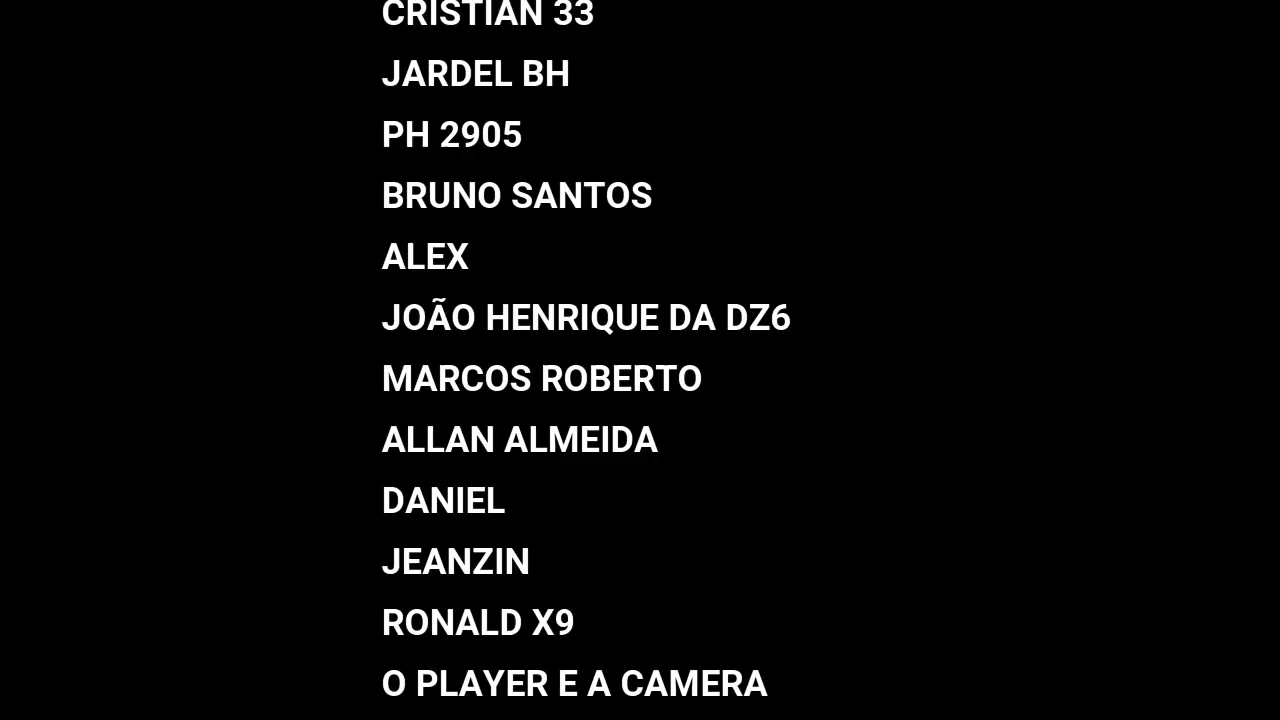 CRISTIAN 33
JARDEL BH
PH 2905
BRUNO SANTOS
ALEX
JOÃO HENRIQUE DA DZ6
MARCOS ROBERTO
ALLAN ALMEIDA
DANIEL
JEANZIN
RONALD X9
O PLAYER E A CAMERA